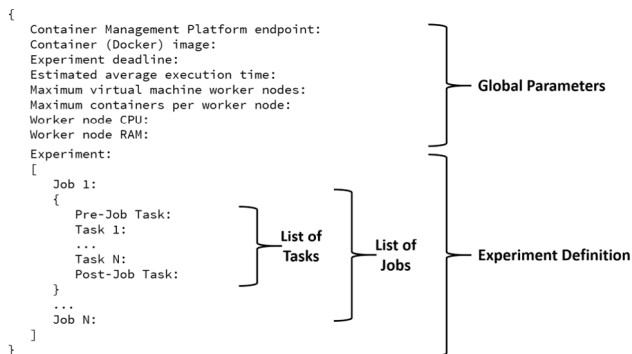 {
Container Management Platform endpoint:
Container (Docker) image:
Experiment deadline:
Estimated average execution time:
Maximum virtual machine worker nodes:
Maximum containers per worker node:
Worker node CPU:
Worker node RAM:
Global Parameters
Experiment:
[
Job 1:
{
Pre-Job Task:
Task 1:
...
Task N:
Post-Job Task:
}
List of
Tasks
List of
Jobs
Experiment Definition
...
Job N:
]
}